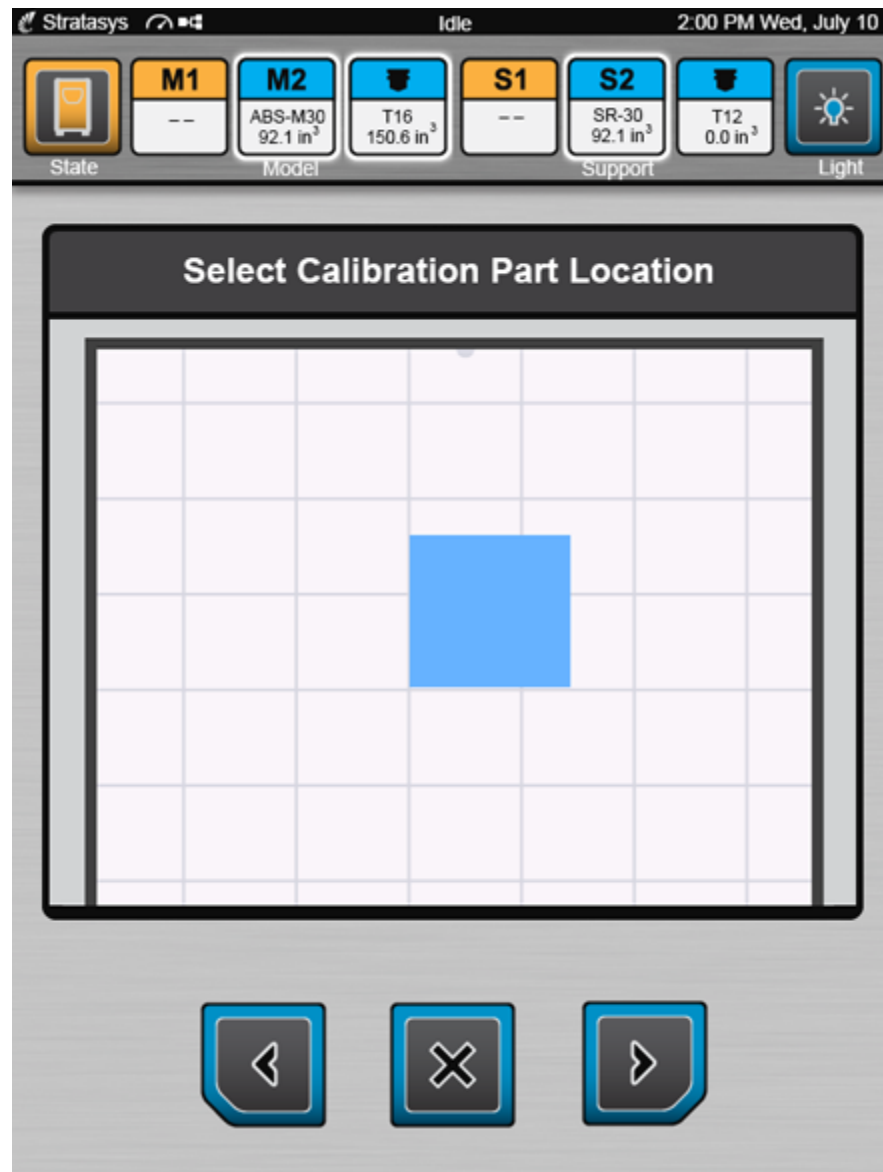 Stratasys Idle 2:00 PM Wed, July 10
M1 M2 S1 S2
-- ABS-M30 T16 -- SR-30 T12
92.1 in³ 150.6 in³ 92.1 in³ 0.0 in³
State Model Support Light
Select Calibration Part Location